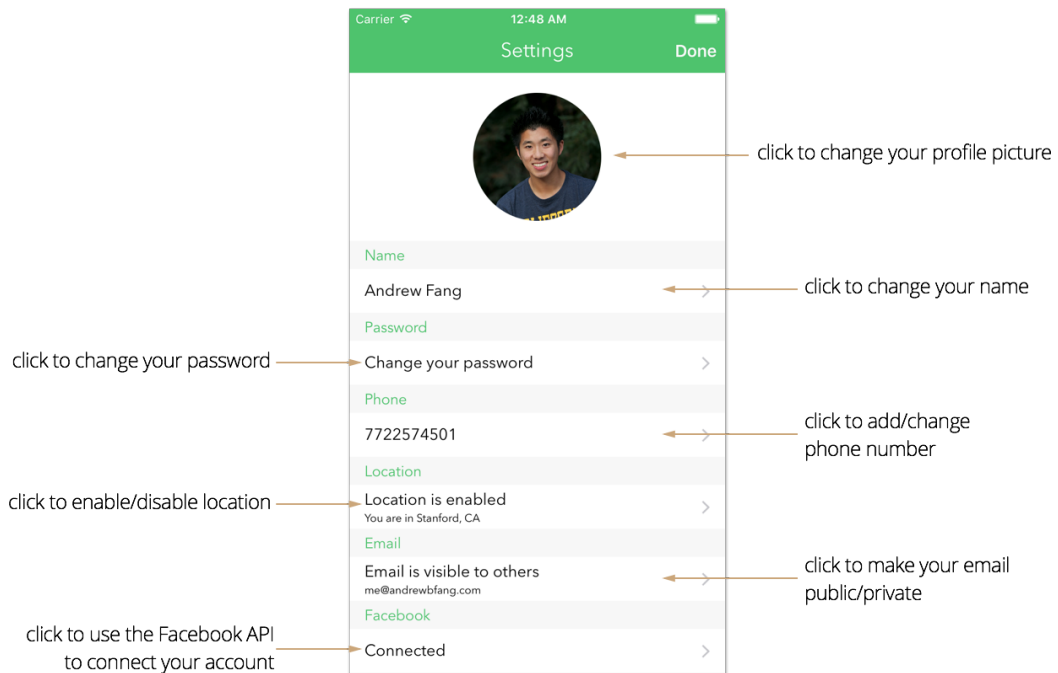 Carrier 12:48 AM
Settings Done
click to change your profile picture
Name
Andrew Fang
click to change your name
Password
click to change your password
Change your password
Phone
7722574501
click to add/change
phone number
Location
click to enable/disable location
Location is enabled
You are in Stanford, CA
Email
Email is visible to others
me@andrewbfang.com
click to make your email
public/private
Facebook
click to use the Facebook API
to connect your account
Connected